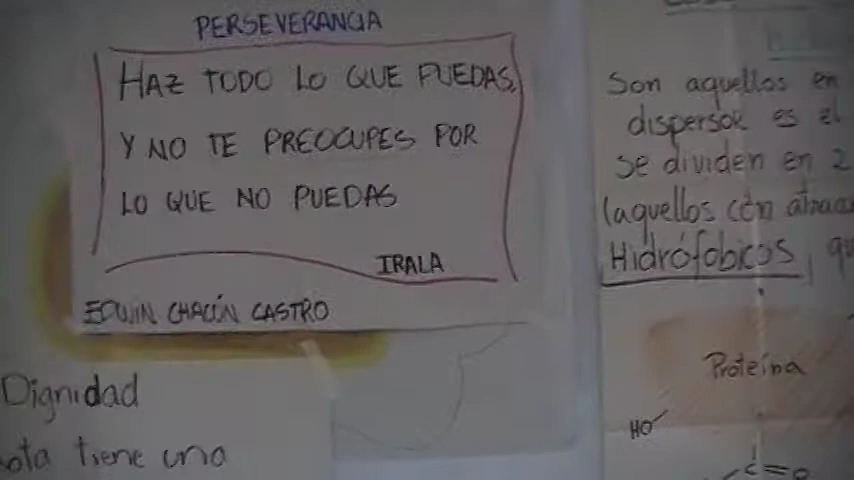 PERSEVERANCIA
HAZ TODO LO QUE PUEDAS,
Y NO TE PREOCUPES POR
LO QUE NO PUEDAS
IRALA
EDWIN CHACÓN CASTRO
Dignidad
tiene una
Son aquellos en
dispersor es el
se dividen en 2
(aquellos con
Hidrófobicos,
Proteína
HO
C=O